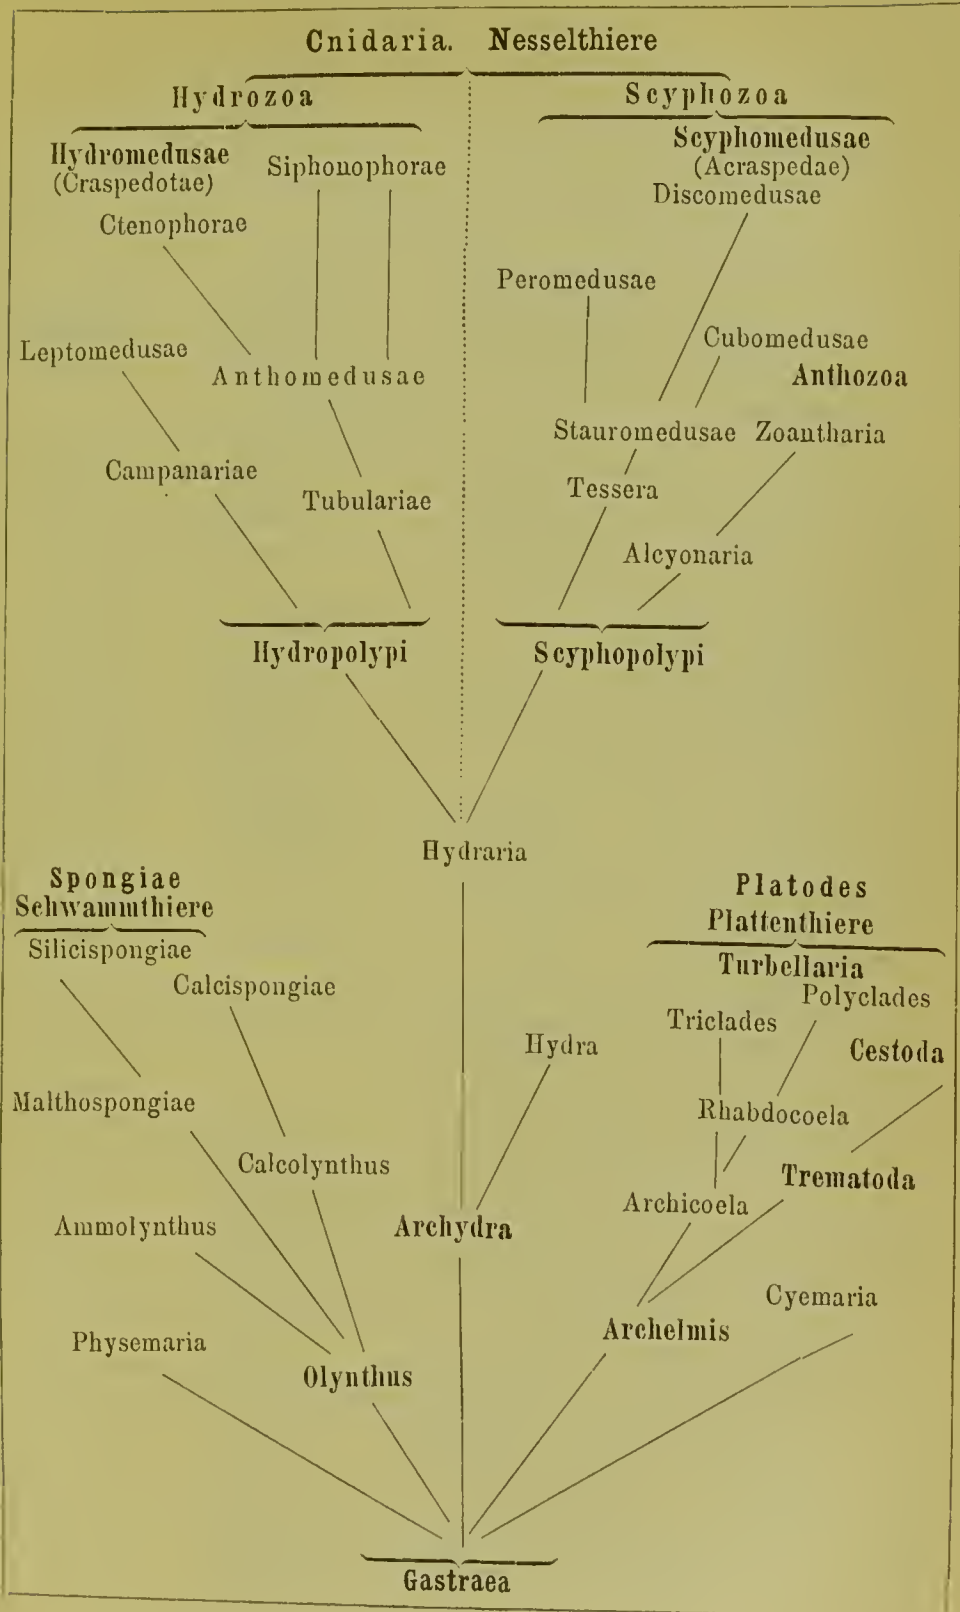 Cnidaria. Nesselthiere
Hydrozoa
Scyphozoa
Hydromedusae
(Craspedotae)
Siphonophorae
Scyphomedusae
(Acraspedae)
Discomedusae
Ctenophorae
Peromedusae
Leptomedusae
Anthomedusae
Cubomedusae
Anthozoa
Stauromedusae
Zoantharia
Campanariae
Tubulariae
Tessera
Alcyonaria
Hydropolypi
Scyphopolypi
Hydraria
Spongiae
Schwammthiere
Silicispongiae
Calcispongiae
Platodes
Plattenthiere
Turbellaria
Polyclades
Triclades
Hydra
Cestoda
Malthospongiae
Rhabdocoela
Calcolynthus
Trematoda
Archicoela
Ammolynthus
Archydra
Cyemaria
Physemaria
Archelmis
Olynthus
Gastraea